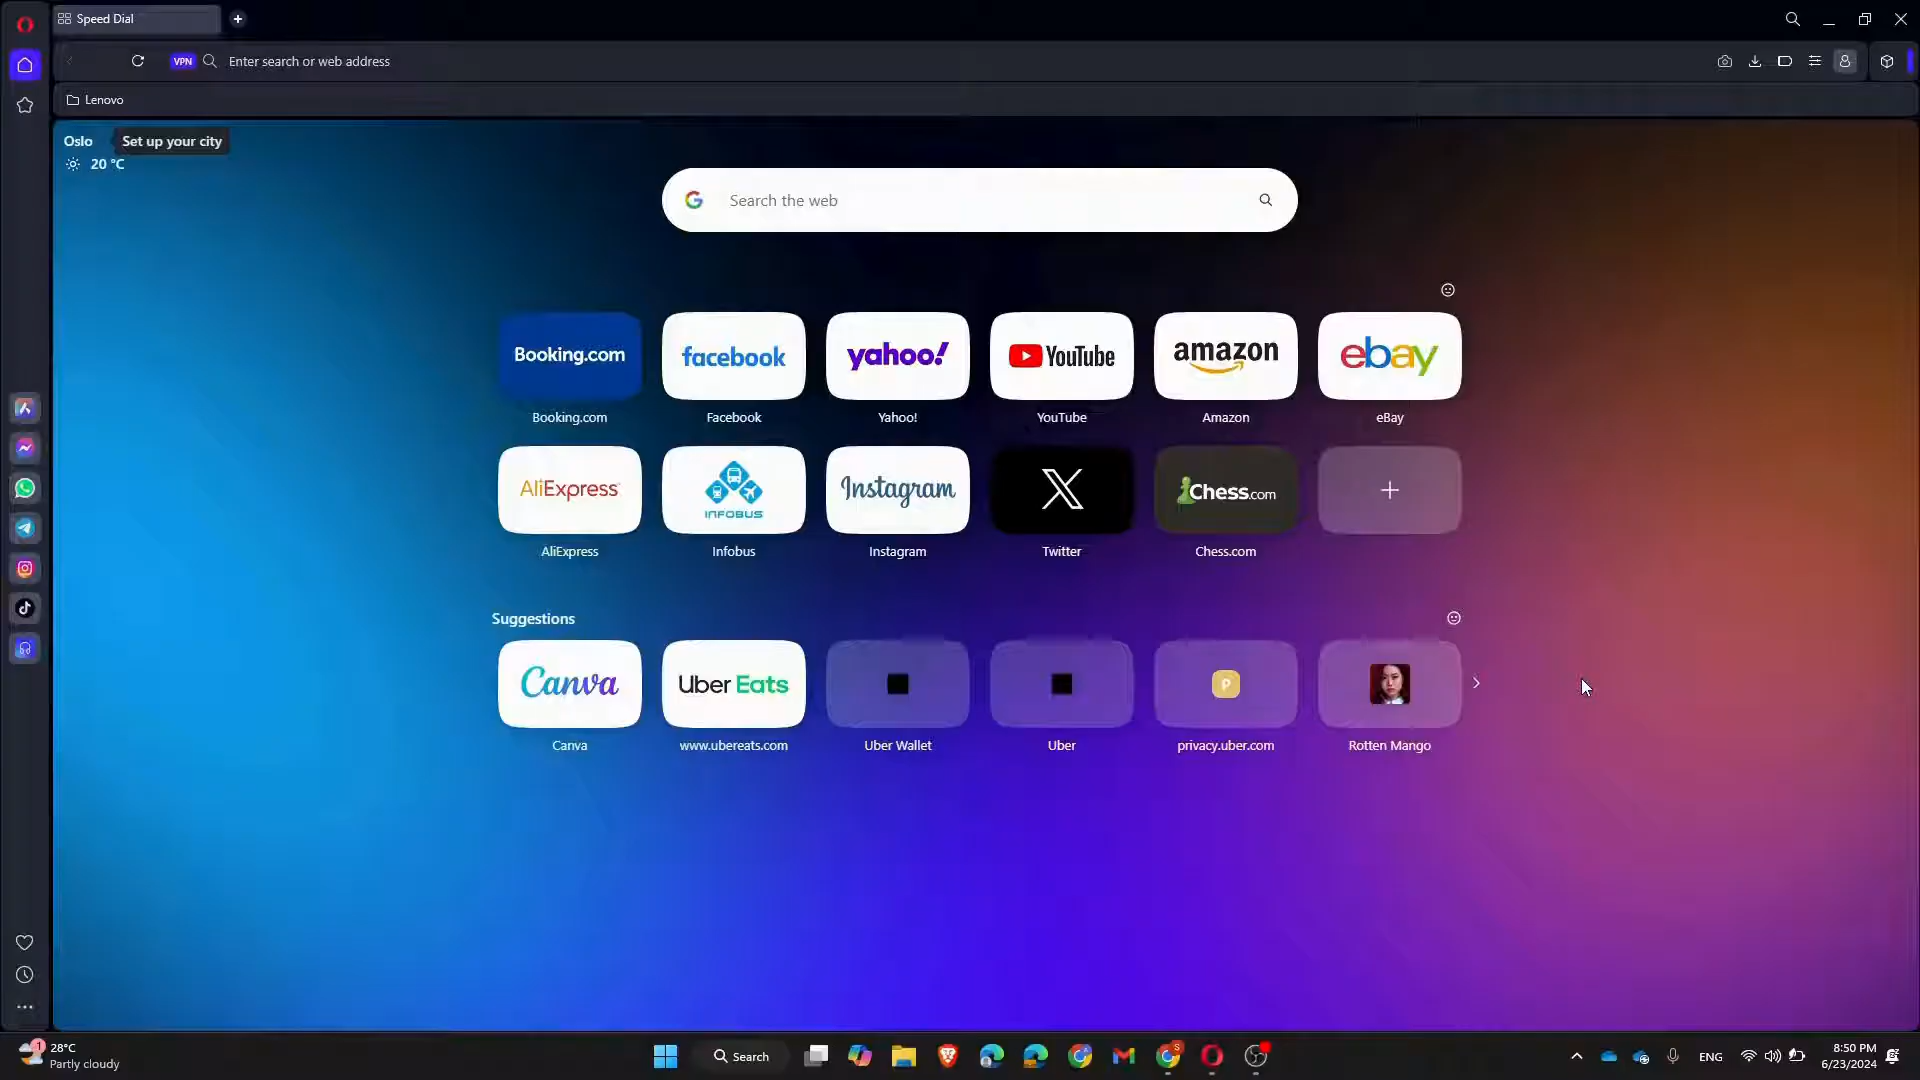 Speed Dial
VPN
Enter search or web address
Lenovo
Oslo
Set up your city
20 °C
Search the web
Booking.com
facebook
yahoo!
YouTube
amazon
ebay
Booking.com
Facebook
Yahoo!
YouTube
Amazon
eBay
AliExpress
INFOBUS
Instagram
Chess.com
AliExpress
Infobus
Instagram
Twitter
Chess.com
Suggestions
Canva
Uber Eats
P
Canva
www.ubereats.com
Uber Wallet
Uber
privacy.uber.com
Rotten Mango
1
28°C
Partly cloudy
Search
S
ENG
8:50 PM
6/23/2024